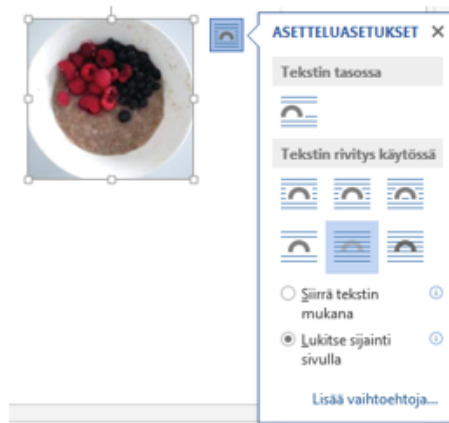 ASETTELUASETUKSET
Tekstin tasossa
Tekstin rivitys käytössä
Siirrä tekstin
mukana
Lukitse sijainti
sivulla
Lisää vaihtoehtoja...